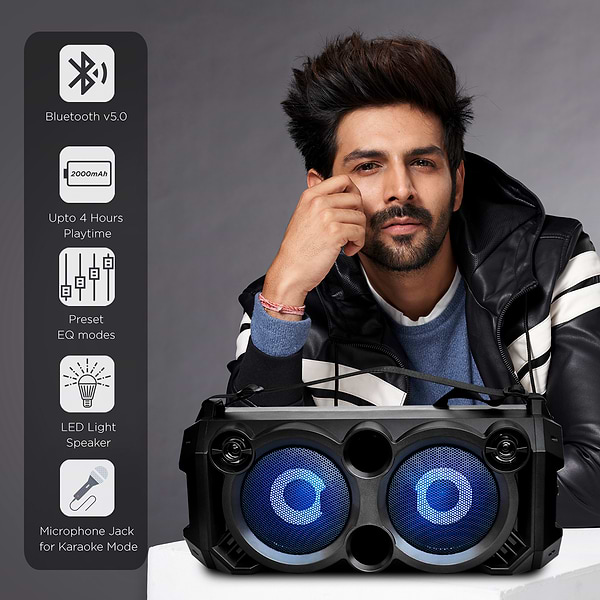 Bluetooth v5.0
2000mAh
Upto 4 Hours
Playtime
Preset
EQ modes
LED Light
Speaker
Microphone Jack
for Karaoke Mode